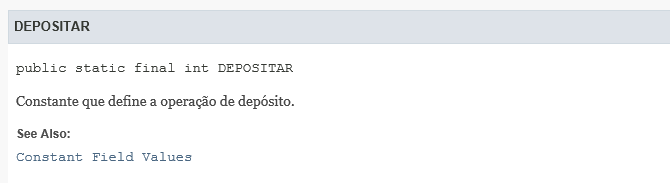 DEPOSITAR
public static final int DEPOSITAR
Constante que define a operação de depósito.
See Also:
Constant Field Values